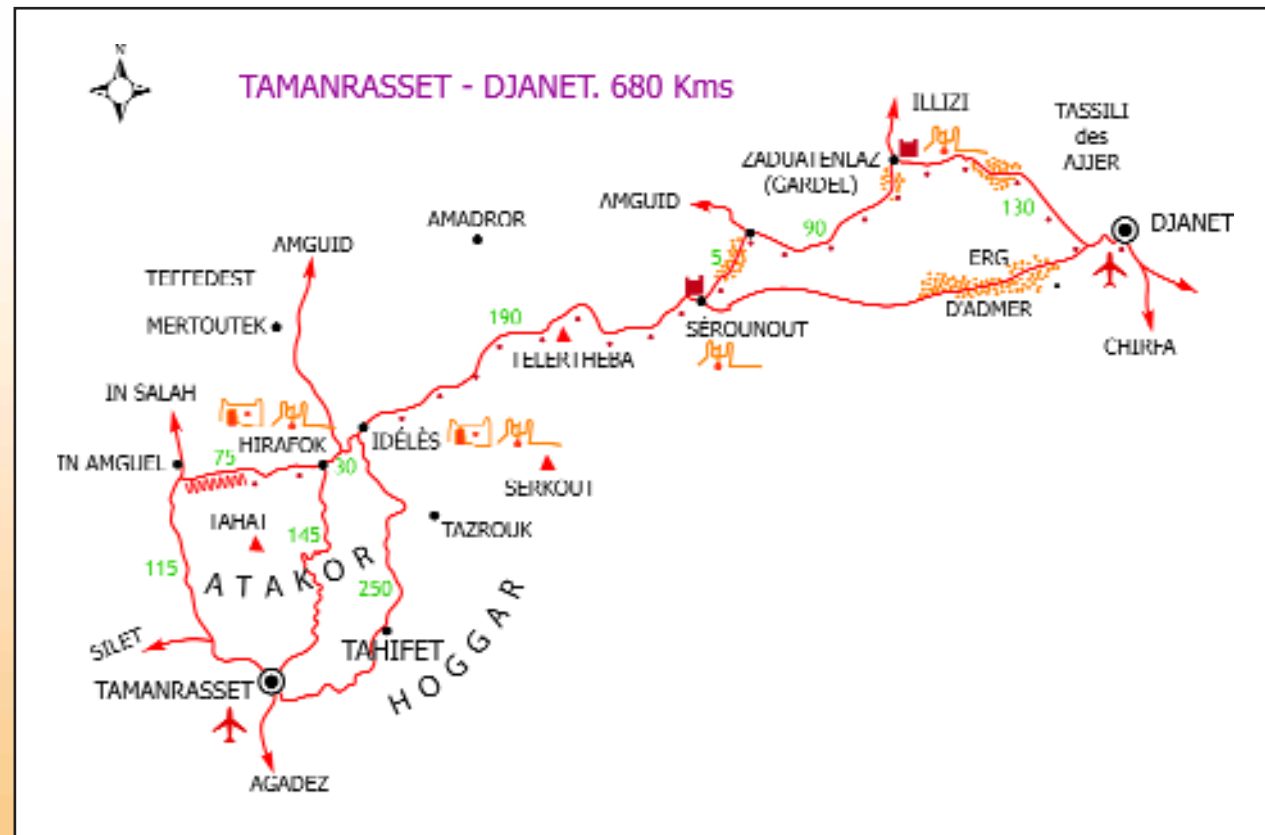 N
TAMANRASSET - DJANET. 680 Kms
ILLIZI
TASSILI
des
AJJER
ZAOUATENLAZ
(GARDEL)
AMGUID
130
AMADROR
90
DJANET
AMGUID
5
ERG
TEFFEDEST
D'ADMER
MERTOUTEK
190
SÉROUNOUT
TELERTHEBA
CHIRFA
IN SALAH
HIRAFOK
IDÉLÈS
IN AMGUEL
75
30
SERKOUT
TAHAT
145
TAZROUK
115
ATAKOR
250
SILET
TAHIFET
HOGGAR
TAMANRASSET
AGADEZ